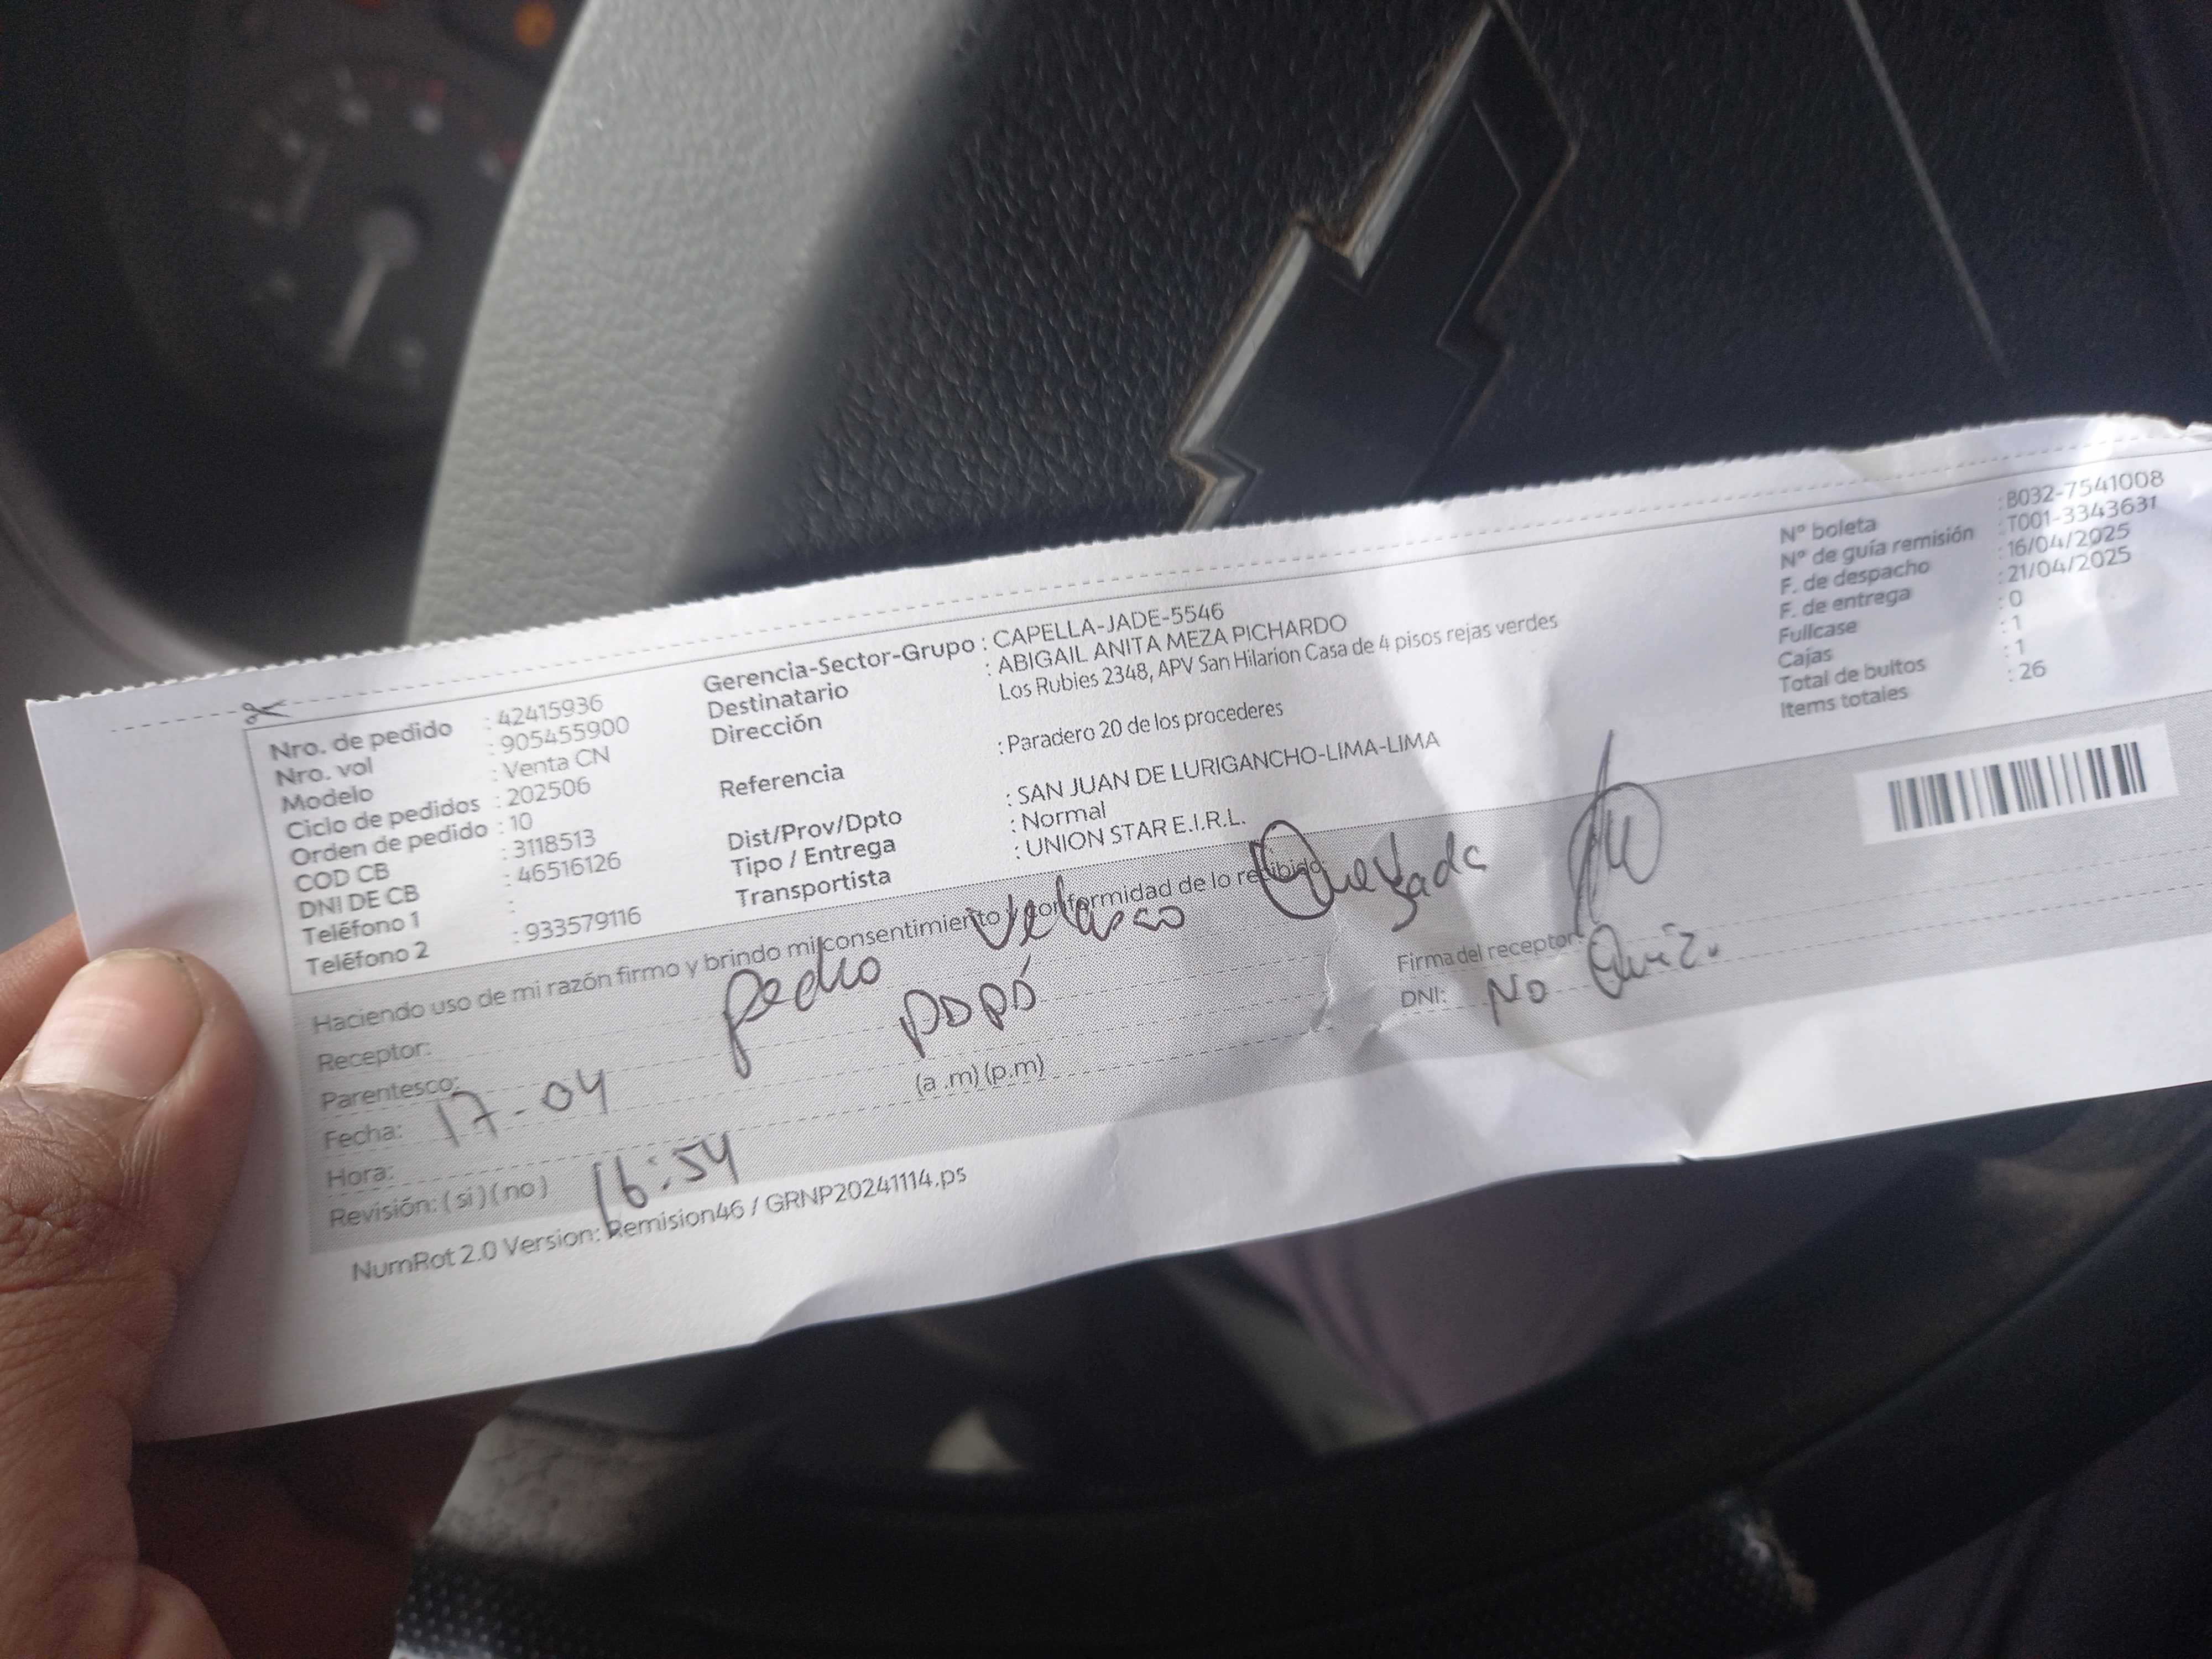 Nro. de pedido : 42415936
Nro. vol : 905455900
Modelo : Venta CN
Ciclo de pedidos : 202506
Orden de pedido : 10
COD CB : 3118513
DNI DE CB : 46516126
Teléfono 1 :
Teléfono 2 : 933579116
Gerencia-Sector-Grupo : CAPELLA-JADE-5546
Destinatario : ABIGAIL ANITA MEZA PICHARDO
Dirección Los Rubies 2348, APV San Hilarion Casa de 4 pisos rejas verdes
Referencia : Paradero 20 de los procederes
Dist/Prov/Dpto : SAN JUAN DE LURIGANCHO-LIMA-LIMA
Tipo / Entrega : Normal
Transportista : UNION STAR E.I.R.L.
N° boleta : B032-7541008
N° de guía remisión : T001-3343631
F. de despacho : 16/04/2025
F. de entrega : 21/04/2025
Fullcase : 0
Cajas : 1
Total de bultos : 1
Items totales : 26
Haciendo uso de mi razón firmo y brindo mi consentimiento y conformidad de lo recibido:
Receptor: Pedro Velasco Quezada
Parentesco: PDPÓ
Fecha: 17-04
Hora: 16:54 (a .m) (p.m)
Revisión: ( si ) ( no )
Firma del receptor:
DNI: No Quizo
NumRot 2.0 Version: Remision46 / GRNP20241114.ps